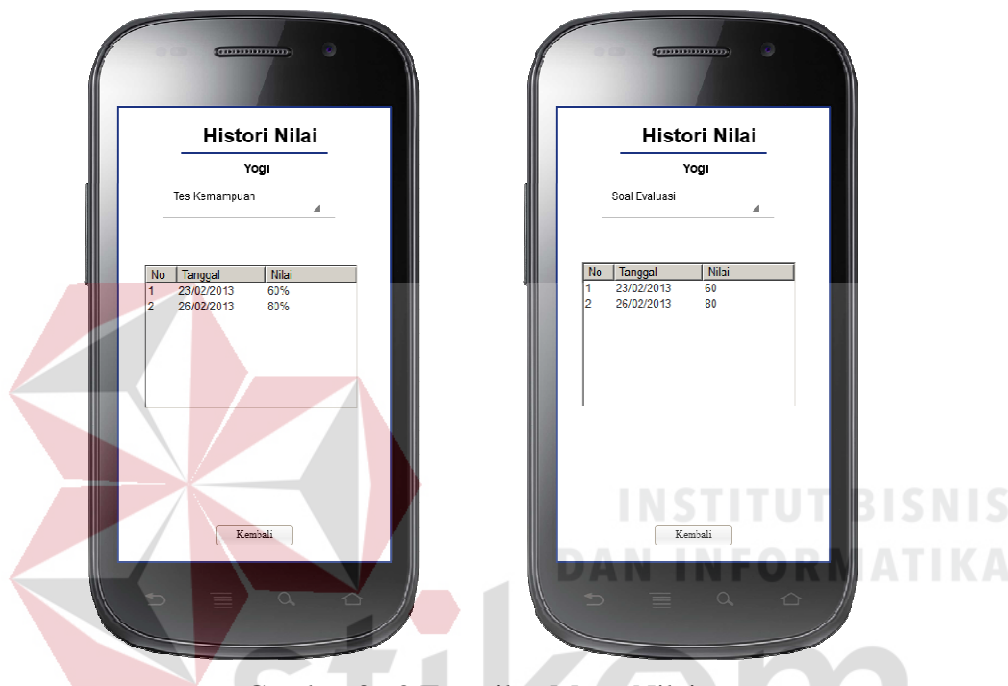 Histori Nilai
Yogi
Tes Kemampuan
No Tanggal Nilai
1 23/02/2013 60%
2 26/02/2013 80%
Kembali
Histori Nilai
Yogi
Soal Evaluasi
No Tanggal Nilai
1 23/02/2013 60
2 26/02/2013 80
Kembali
INSTITUT BISNIS
DAN INFORMATIKA
stikom